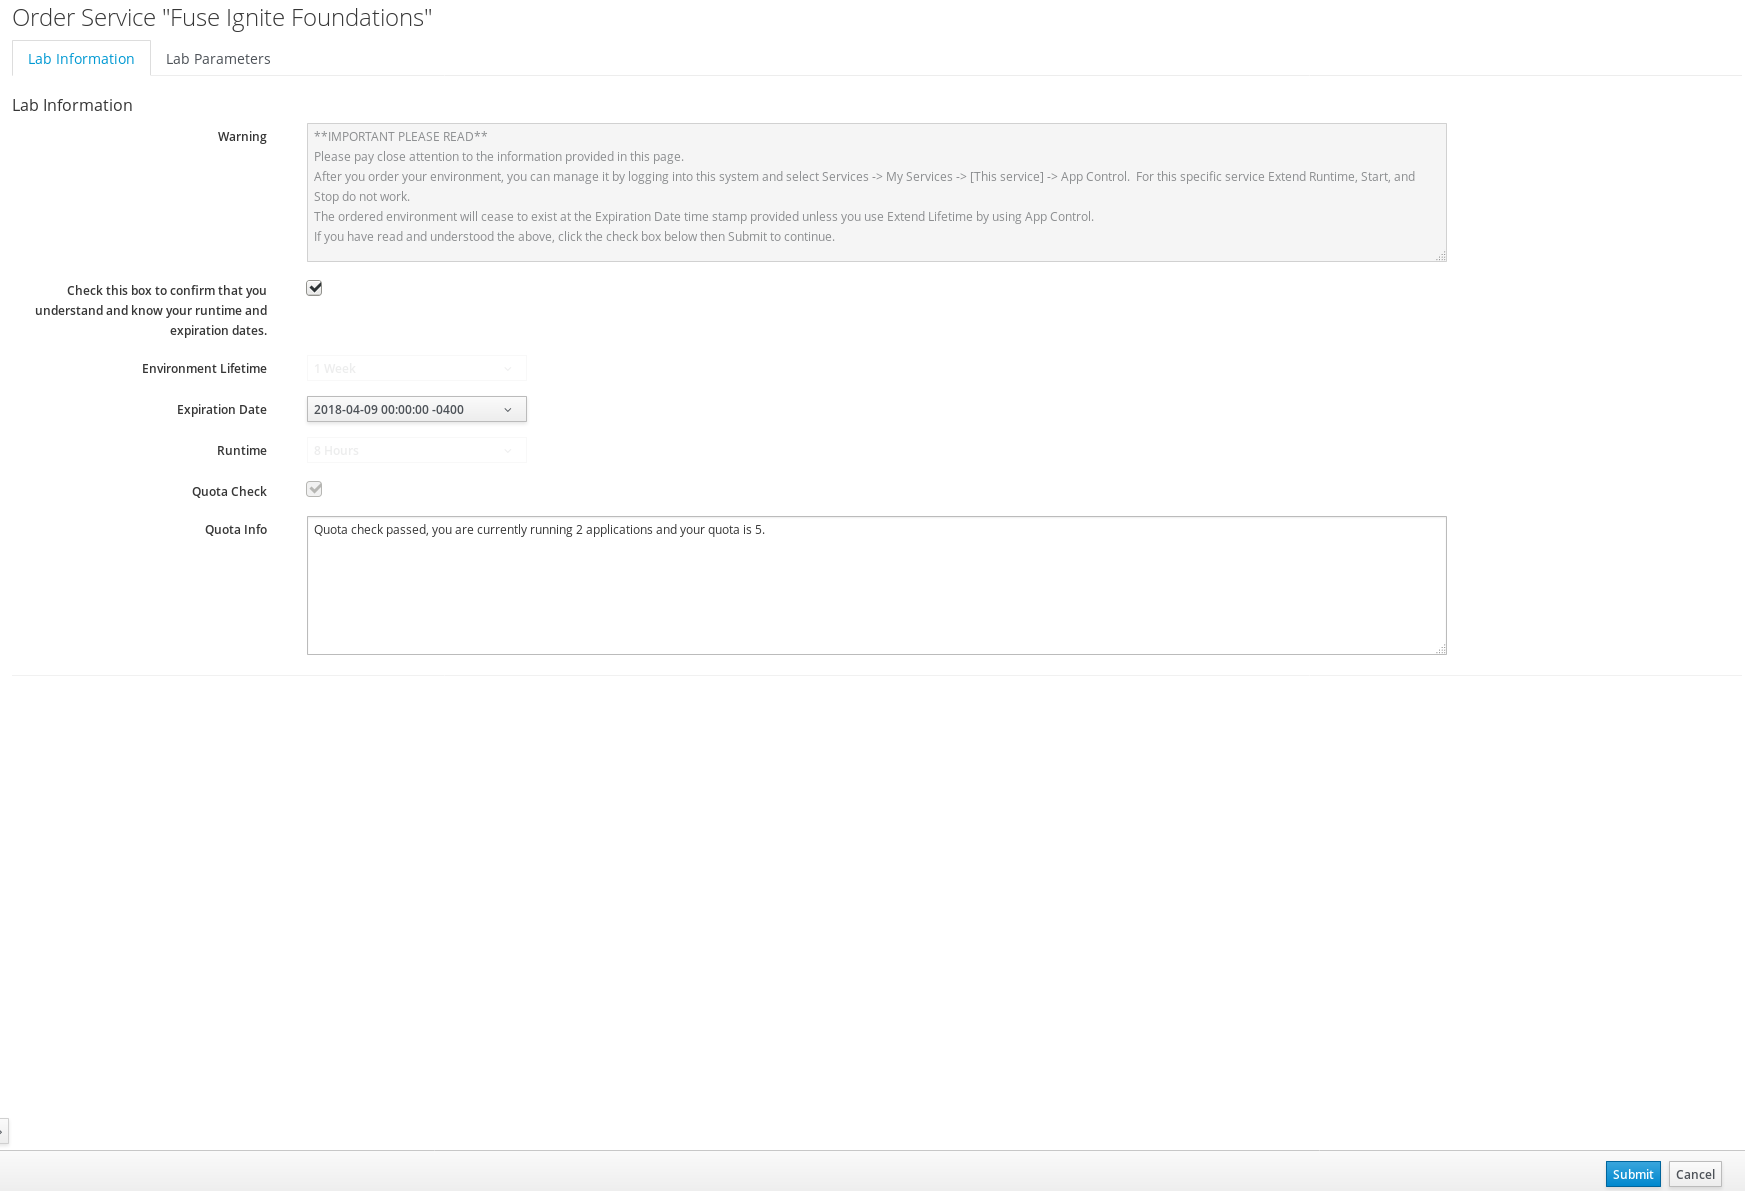 Order Service "Fuse Ignite Foundations"
Lab Information
Lab Parameters
Lab Information
Warning
**IMPORTANT PLEASE READ**
Please pay close attention to the information provided in this page.
After you order your environment, you can manage it by logging into this system and select Services -> My Services -> [This service] -> App Control.  For this specific service Extend Runtime, Start, and
Stop do not work.
The ordered environment will cease to exist at the Expiration Date time stamp provided unless you use Extend Lifetime by using App Control.
If you have read and understood the above, click the check box below then Submit to continue.
Check this box to confirm that you
understand and know your runtime and
expiration dates.
Environment Lifetime
1 Week
Expiration Date
2018-04-09 00:00:00 -0400
Runtime
8 Hours
Quota Check
Quota Info
Quota check passed, you are currently running 2 applications and your quota is 5.
Submit
Cancel